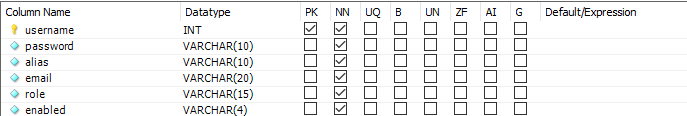 Column Name Datatype PK NN UQ B UN ZF AI G Default/Expression
username INT
password VARCHAR(10)
alias VARCHAR(10)
email VARCHAR(20)
role VARCHAR(15)
enabled VARCHAR(4)